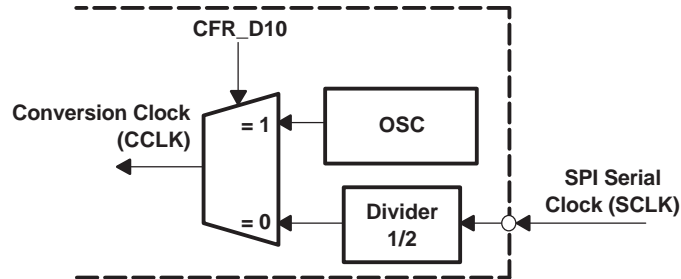 CFR_D10
Conversion Clock
(CCLK)
= 1
OSC
SPI Serial
Clock (SCLK)
= 0
Divider
1/2